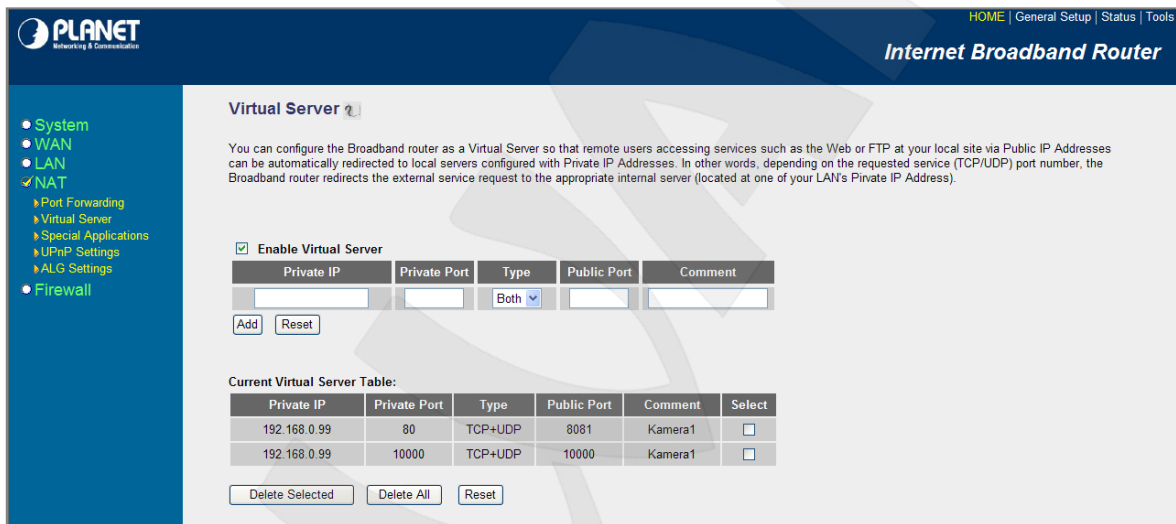 PLANET
Networking & Communication
HOME | General Setup | Status | Tools
Internet Broadband Router
System
WAN
LAN
NAT
Port Forwarding
Virtual Server
Special Applications
UPnP Settings
ALG Settings
Firewall
Virtual Server
You can configure the Broadband router as a Virtual Server so that remote users accessing services such as the Web or FTP at your local site via Public IP Addresses
can be automatically redirected to local servers configured with Private IP Addresses. In other words, depending on the requested service (TCP/UDP) port number, the
Broadband router redirects the external service request to the appropriate internal server (located at one of your LAN's Pivate IP Address).
Enable Virtual Server
Private IP Private Port Type Public Port Comment
Both
Add Reset
Current Virtual Server Table:
Private IP Private Port Type Public Port Comment Select
192.168.0.99 80 TCP+UDP 8081 Kamera1
192.168.0.99 10000 TCP+UDP 10000 Kamera1
Delete Selected Delete All Reset